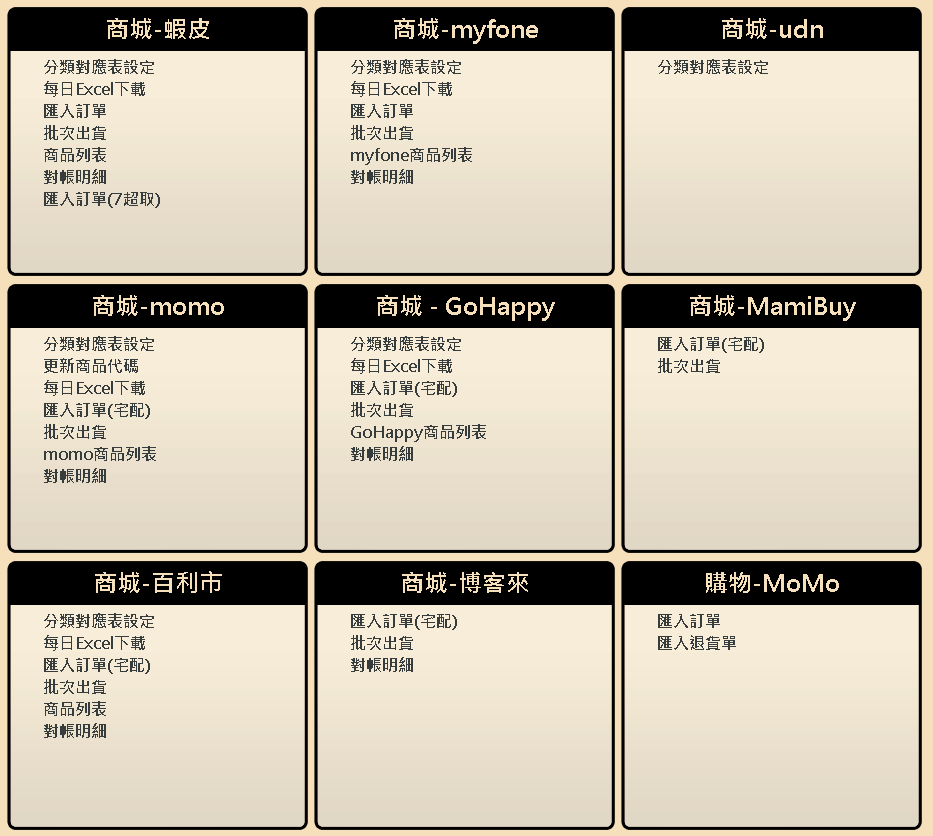 商城-蝦皮
分類對應表設定
每日Excel下載
匯入訂單
批次出貨
商品列表
對帳明細
匯入訂單(7超取)
商城-myfone
分類對應表設定
每日Excel下載
匯入訂單
批次出貨
myfone商品列表
對帳明細
商城-udn
分類對應表設定
商城-momo
分類對應表設定
更新商品代碼
每日Excel下載
匯入訂單(宅配)
批次出貨
momo商品列表
對帳明細
商城 - GoHappy
分類對應表設定
每日Excel下載
匯入訂單(宅配)
批次出貨
GoHappy商品列表
對帳明細
商城-MamiBuy
匯入訂單(宅配)
批次出貨
商城-百利市
分類對應表設定
每日Excel下載
匯入訂單(宅配)
批次出貨
商品列表
對帳明細
商城-博客來
匯入訂單(宅配)
批次出貨
對帳明細
購物-MoMo
匯入訂單
匯入退貨單